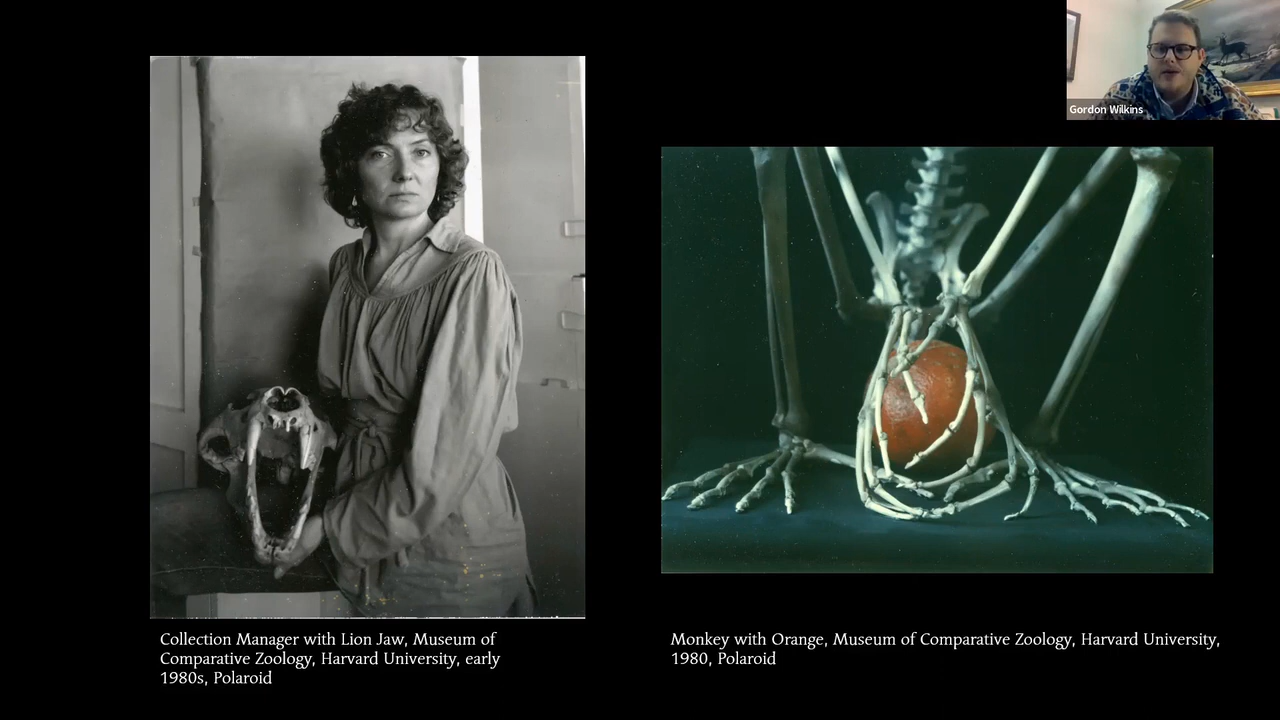 Gordon Wilkins
Collection Manager with Lion Jaw, Museum of
Comparative Zoology, Harvard University, early
1980s, Polaroid
Monkey with Orange, Museum of Comparative Zoology, Harvard University,
1980, Polaroid